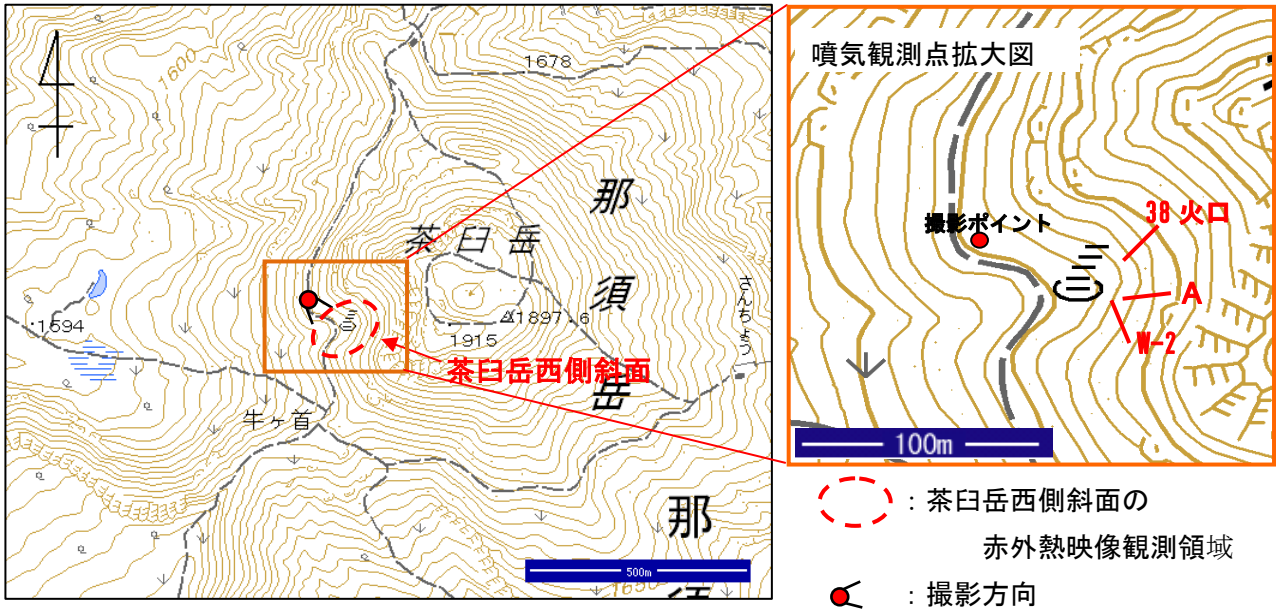 1600
1678
那須岳
茶臼岳
さんちょう
1897.6
1915
・1694
茶臼岳西側斜面
牛ヶ首
那須
500m
1650
噴気観測点拡大図
撮影ポイント
38 火口
A
W-2
100m
：茶臼岳西側斜面の
赤外熱映像観測領域
：撮影方向